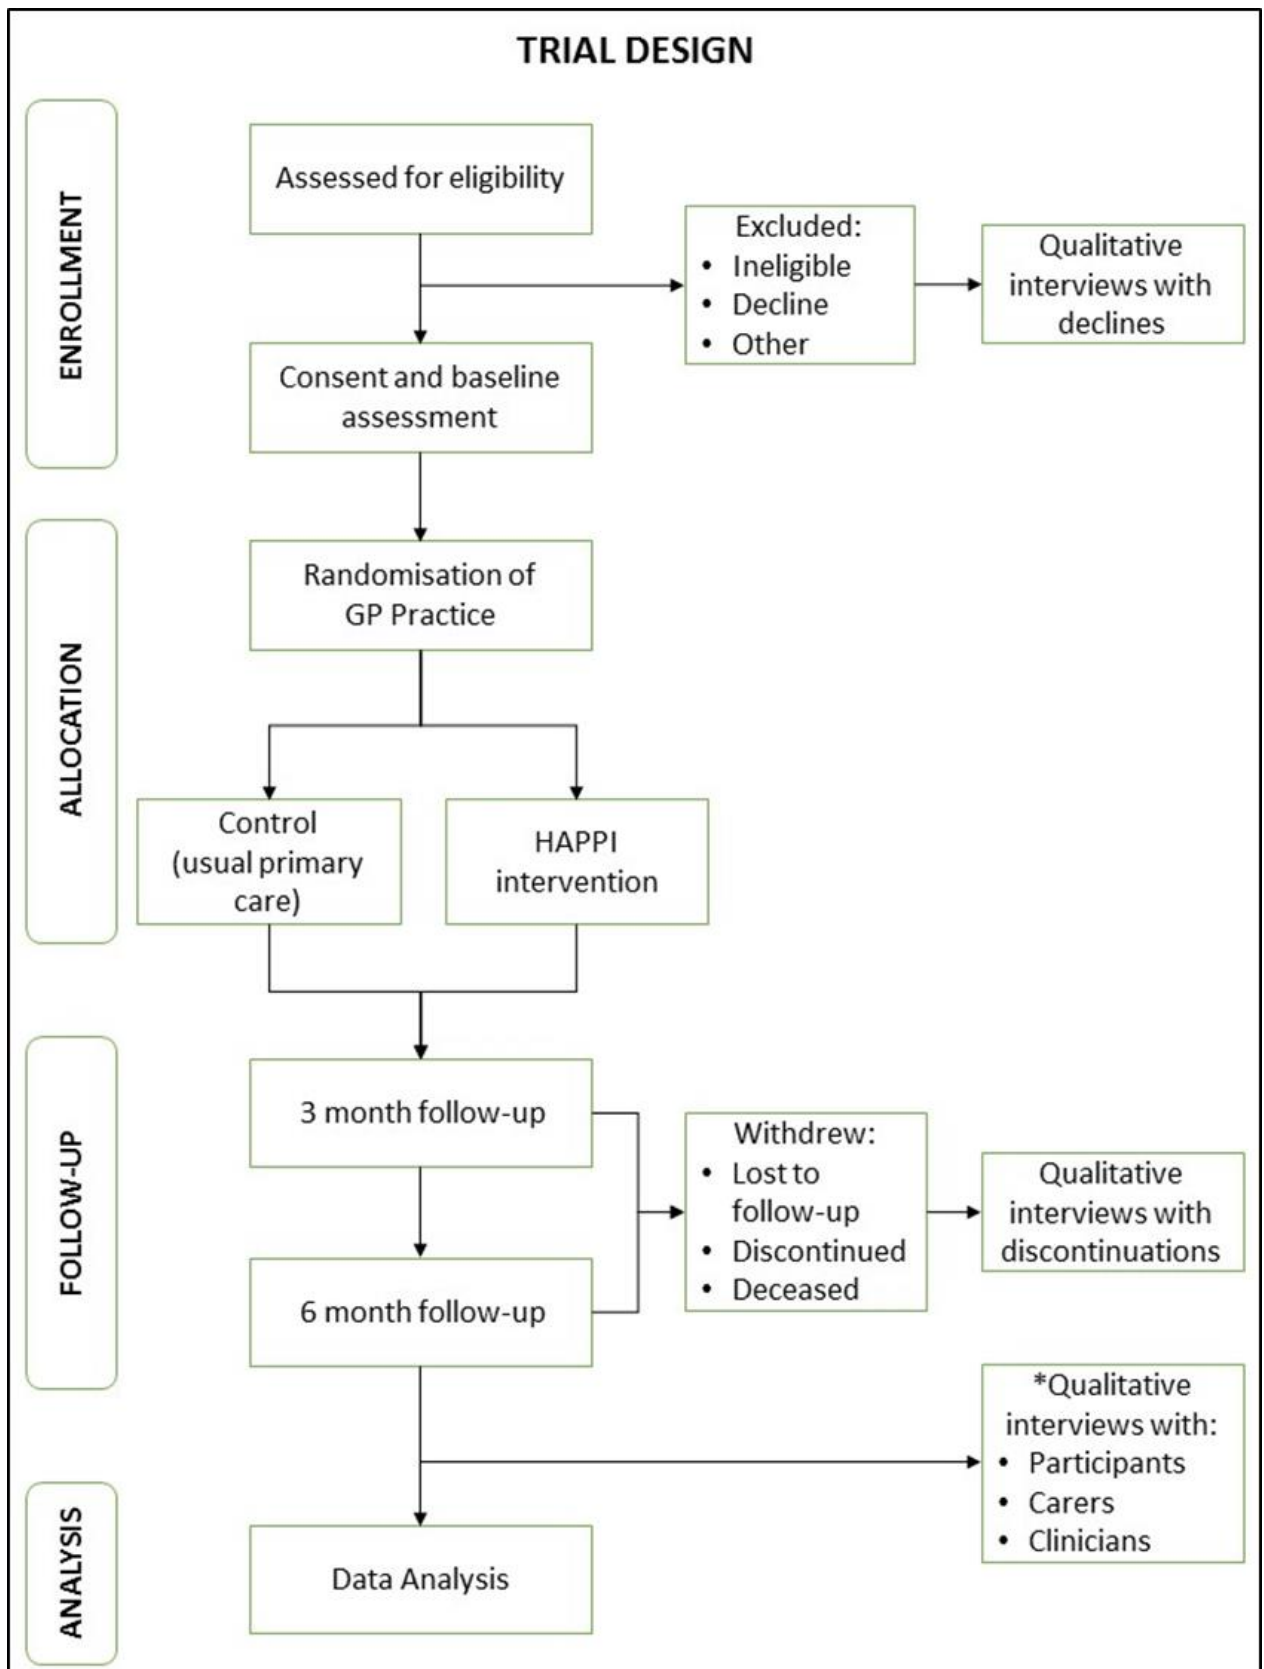 TRIAL DESIGN
ENROLLMENT
Assessed for eligibility
Excluded:
• Ineligible
• Decline
• Other
Qualitative
interviews with
declines
Consent and baseline
assessment
ALLOCATION
Randomisation of
GP Practice
Control
(usual primary
care)
HAPPI
intervention
FOLLOW-UP
3 month follow-up
6 month follow-up
Withdrew:
• Lost to
follow-up
• Discontinued
• Deceased
Qualitative
interviews with
discontinuations
*Qualitative
interviews with:
• Participants
• Carers
• Clinicians
ANALYSIS
Data Analysis